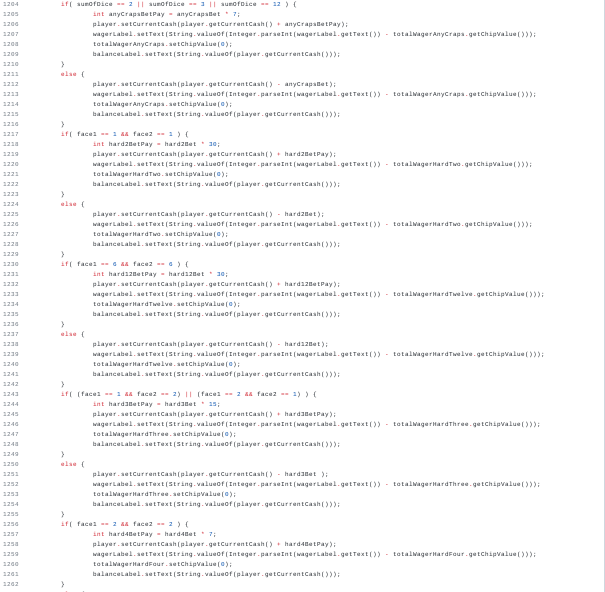 1204 if( sumOfDice == 2 || sumOfDice == 3 || sumOfDice == 12 ) {
1205 int anyCrapsBetPay = anyCrapsBet * 7;
1206 player.setCurrentCash(player.getCurrentCash() + anyCrapsBetPay);
1207 wagerLabel.setText(String.valueOf(Integer.parseInt(wagerLabel.getText()) - totalWagerAnyCraps.getChipValue()));
1208 totalWagerAnyCraps.setChipValue(0);
1209 balanceLabel.setText(String.valueOf(player.getCurrentCash()));
1210 }
1211 else {
1212 player.setCurrentCash(player.getCurrentCash() - anyCrapsBet);
1213 wagerLabel.setText(String.valueOf(Integer.parseInt(wagerLabel.getText()) - totalWagerAnyCraps.getChipValue()));
1214 totalWagerAnyCraps.setChipValue(0);
1215 balanceLabel.setText(String.valueOf(player.getCurrentCash()));
1216 }
1217 if( face1 == 1 && face2 == 1 ) {
1218 int hard2BetPay = hard2Bet * 30;
1219 player.setCurrentCash(player.getCurrentCash() + hard2BetPay);
1220 wagerLabel.setText(String.valueOf(Integer.parseInt(wagerLabel.getText()) - totalWagerHardTwo.getChipValue()));
1221 totalWagerHardTwo.setChipValue(0);
1222 balanceLabel.setText(String.valueOf(player.getCurrentCash()));
1223 }
1224 else {
1225 player.setCurrentCash(player.getCurrentCash() - hard2Bet);
1226 wagerLabel.setText(String.valueOf(Integer.parseInt(wagerLabel.getText()) - totalWagerHardTwo.getChipValue()));
1227 totalWagerHardTwo.setChipValue(0);
1228 balanceLabel.setText(String.valueOf(player.getCurrentCash()));
1229 }
1230 if( face1 == 6 && face2 == 6 ) {
1231 int hard12BetPay = hard12Bet * 30;
1232 player.setCurrentCash(player.getCurrentCash() + hard12BetPay);
1233 wagerLabel.setText(String.valueOf(Integer.parseInt(wagerLabel.getText()) - totalWagerHardTwelve.getChipValue()));
1234 totalWagerHardTwelve.setChipValue(0);
1235 balanceLabel.setText(String.valueOf(player.getCurrentCash()));
1236 }
1237 else {
1238 player.setCurrentCash(player.getCurrentCash() - hard12Bet);
1239 wagerLabel.setText(String.valueOf(Integer.parseInt(wagerLabel.getText()) - totalWagerHardTwelve.getChipValue()));
1240 totalWagerHardTwelve.setChipValue(0);
1241 balanceLabel.setText(String.valueOf(player.getCurrentCash()));
1242 }
1243 if( (face1 == 1 && face2 == 2) || (face1 == 2 && face2 == 1) ) {
1244 int hard3BetPay = hard3Bet * 15;
1245 player.setCurrentCash(player.getCurrentCash() + hard3BetPay);
1246 wagerLabel.setText(String.valueOf(Integer.parseInt(wagerLabel.getText()) - totalWagerHardThree.getChipValue()));
1247 totalWagerHardThree.setChipValue(0);
1248 balanceLabel.setText(String.valueOf(player.getCurrentCash()));
1249 }
1250 else {
1251 player.setCurrentCash(player.getCurrentCash() - hard3Bet );
1252 wagerLabel.setText(String.valueOf(Integer.parseInt(wagerLabel.getText()) - totalWagerHardThree.getChipValue()));
1253 totalWagerHardThree.setChipValue(0);
1254 balanceLabel.setText(String.valueOf(player.getCurrentCash()));
1255 }
1256 if( face1 == 2 && face2 == 2 ) {
1257 int hard4BetPay = hard4Bet * 7;
1258 player.setCurrentCash(player.getCurrentCash() + hard4BetPay);
1259 wagerLabel.setText(String.valueOf(Integer.parseInt(wagerLabel.getText()) - totalWagerHardFour.getChipValue()));
1260 totalWagerHardFour.setChipValue(0);
1261 balanceLabel.setText(String.valueOf(player.getCurrentCash()));
1262 }